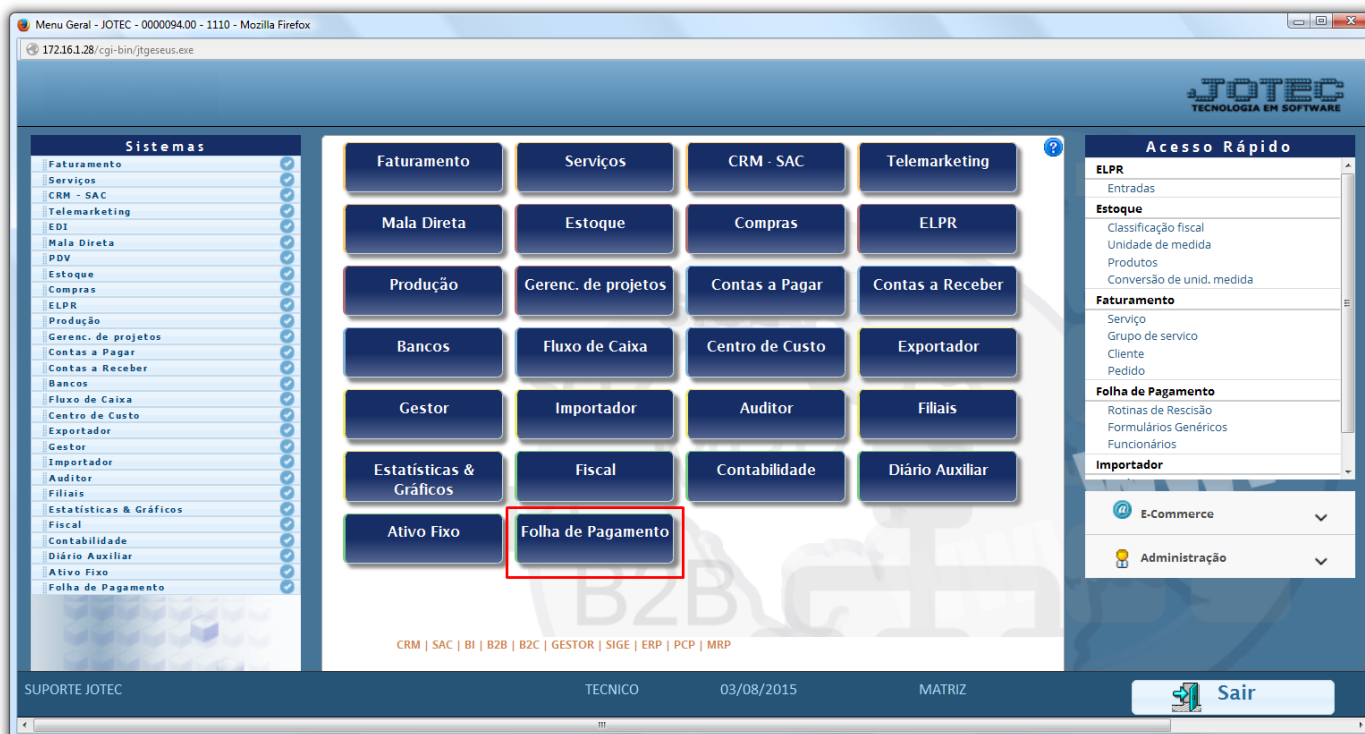 Menu Geral - JOTEC - 0000094.00 - 1110 - Mozilla Firefox
172.16.1.28/cgi-bin/jtgeseus.exe
JOTEC
TECNOLOGIA EM SOFTWARE
Sistemas
Faturamento
Serviços
CRM - SAC
Telemarketing
EDI
Mala Direta
PDV
Estoque
Compras
ELPR
Produção
Gerenc. de projetos
Contas a Pagar
Contas a Receber
Bancos
Fluxo de Caixa
Centro de Custo
Exportador
Gestor
Importador
Auditor
Filiais
Estatísticas & Gráficos
Fiscal
Contabilidade
Diário Auxiliar
Ativo Fixo
Folha de Pagamento
Faturamento
Serviços
CRM - SAC
Telemarketing
Mala Direta
Estoque
Compras
ELPR
Produção
Gerenc. de projetos
Contas a Pagar
Contas a Receber
Bancos
Fluxo de Caixa
Centro de Custo
Exportador
Gestor
Importador
Auditor
Filiais
Estatísticas &
Gráficos
Fiscal
Contabilidade
Diário Auxiliar
Ativo Fixo
Folha de Pagamento
B2B
CRM | SAC | BI | B2B | B2C | GESTOR | SIGE | ERP | PCP | MRP
Acesso Rápido
ELPR
Entradas
Estoque
Classificação fiscal
Unidade de medida
Produtos
Conversão de unid. medida
Faturamento
Serviço
Grupo de servico
Cliente
Pedido
Folha de Pagamento
Rotinas de Rescisão
Formulários Genéricos
Funcionários
Importador
E-Commerce
Administração
SUPORTE JOTEC
TECNICO
03/08/2015
MATRIZ
Sair